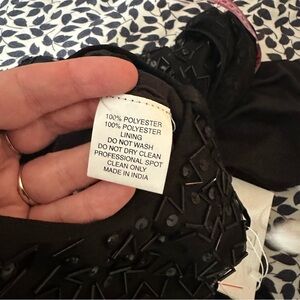 100% POLYESTER
100% POLYESTER
LINING
DO NOT WASH
DO NOT DRY CLEAN
PROFESSIONAL SPOT
CLEAN ONLY
MADE IN INDIA